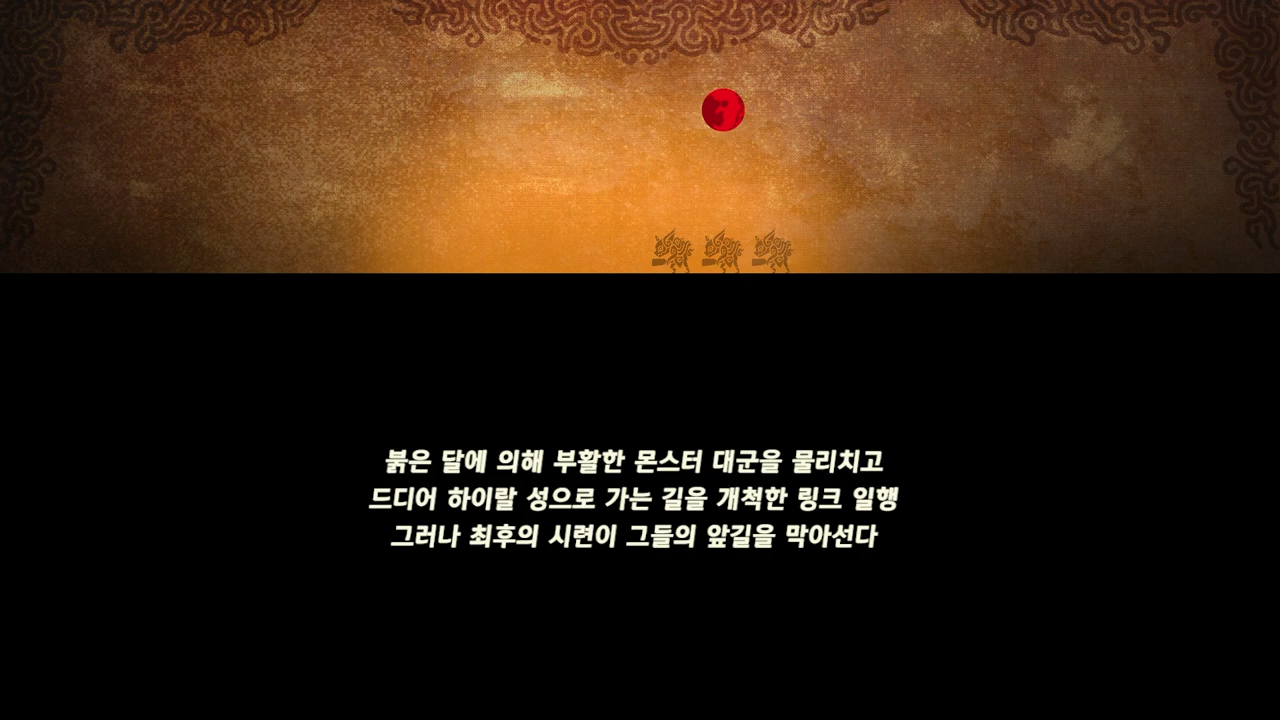 붉은 달에 의해 부활한 몬스터 대군을 물리치고
드디어 하이랄 성으로 가는 길을 개척한 링크 일행
그러나 최후의 시련이 그들의 앞길을 막아선다